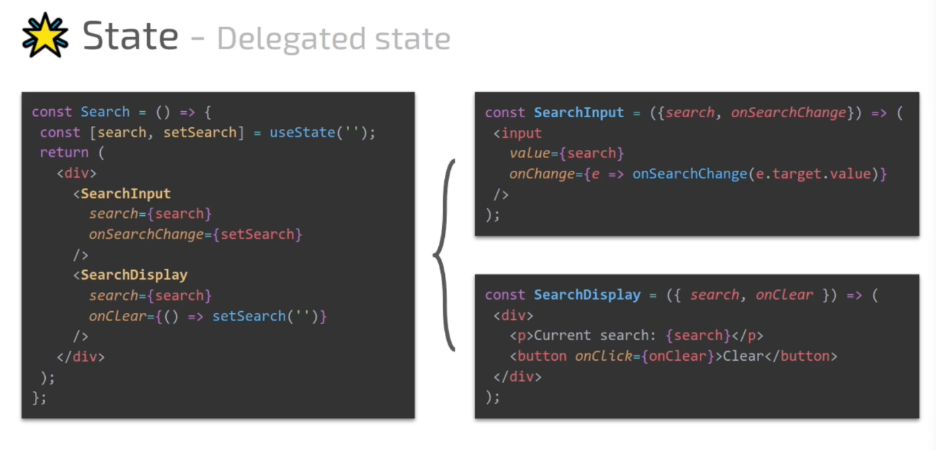 State - Delegated state
const Search = () => {
const [search, setSearch] = useState('');
return (
<div>
<SearchInput
search={search}
onSearchChange={setSearch}
/>
<SearchDisplay
search={search}
onClear={() => setSearch('')}
/>
</div>
);
};
const SearchInput = ({search, onSearchChange}) => (
<input
value={search}
onChange={e => onSearchChange(e.target.value)}
/>
);
const SearchDisplay = ({ search, onClear }) => (
<div>
<p>Current search: {search}</p>
<button onClick={onClear}>Clear</button>
</div>
);